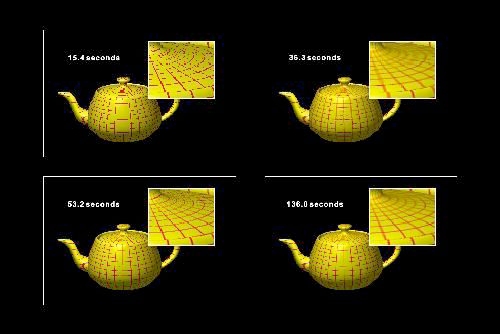 15.4 seconds
36.3 seconds
53.2 seconds
136.0 seconds